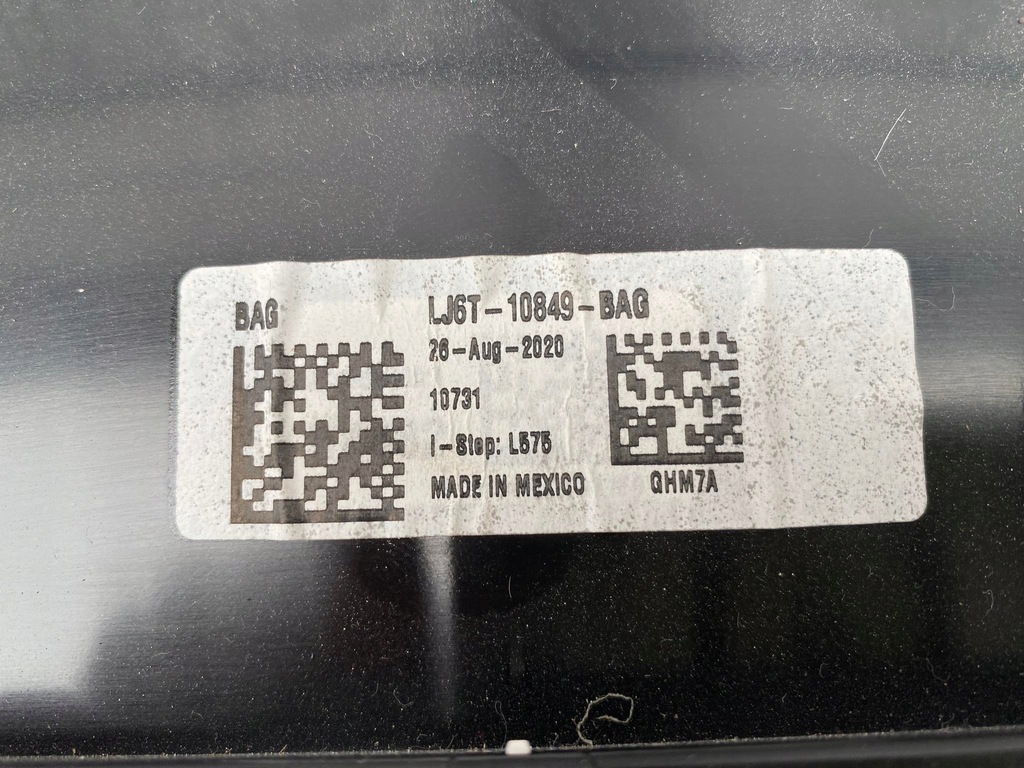 BAG
LJ6T-10849-BAG
26-Aug-2020
10731
I-Step: L575
MADE IN MEXICO
QHM7A